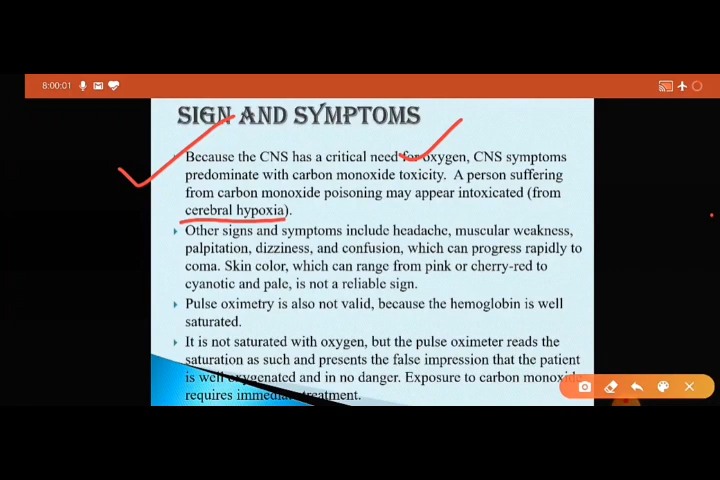 8:00:01
SIGN AND SYMPTOMS
Because the CNS has a critical need for oxygen, CNS symptoms
predominate with carbon monoxide toxicity. A person suffering
from carbon monoxide poisoning may appear intoxicated (from
cerebral hypoxia).
Other signs and symptoms include headache, muscular weakness,
palpitation, dizziness, and confusion, which can progress rapidly to
coma. Skin color, which can range from pink or cherry-red to
cyanotic and pale, is not a reliable sign.
Pulse oximetry is also not valid, because the hemoglobin is well
saturated.
It is not saturated with oxygen, but the pulse oximeter reads the
saturation as such and presents the false impression that the patient
is well oxygenated and in no danger. Exposure to carbon monoxide
requires immediate treatment.